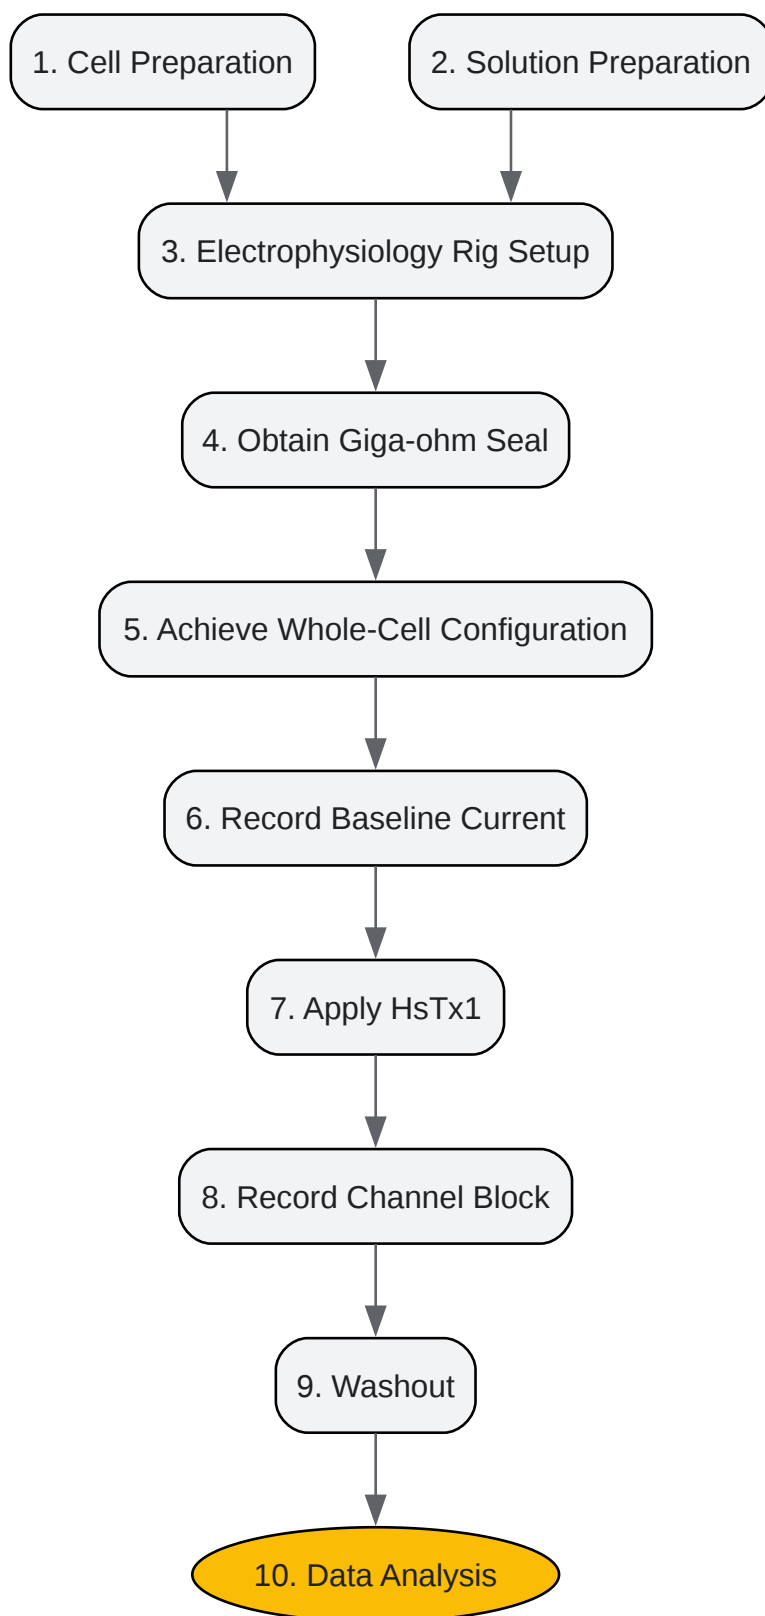 1. Cell Preparation
2. Solution Preparation
3. Electrophysiology Rig Setup
4. Obtain Giga-ohm Seal
5. Achieve Whole-Cell Configuration
6. Record Baseline Current
7. Apply HsTx1
8. Record Channel Block
9. Washout
10. Data Analysis